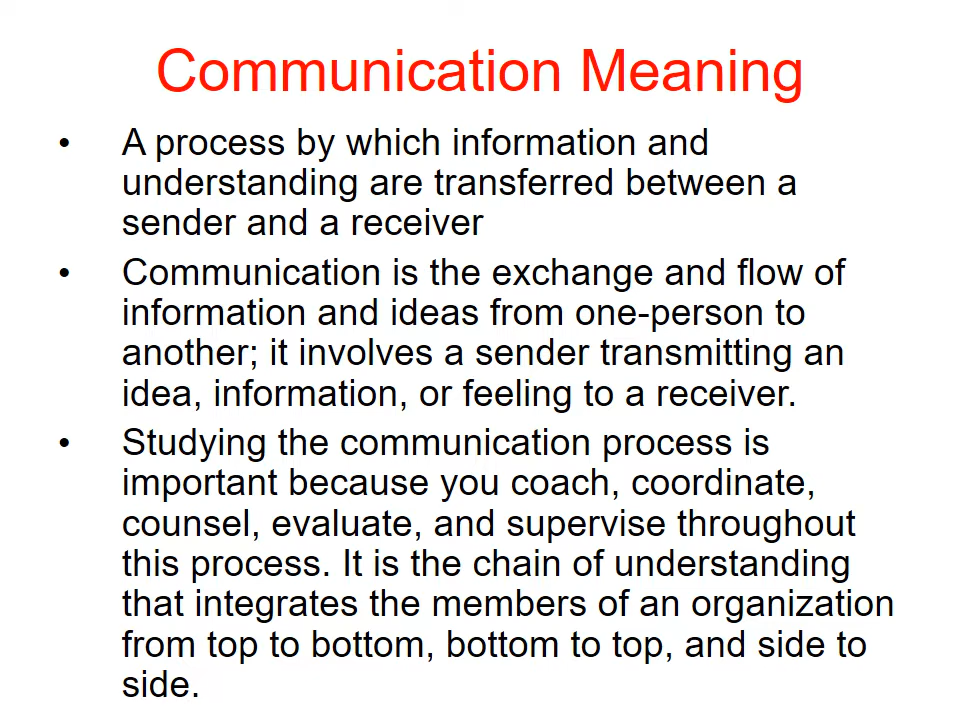 Communication Meaning
• A process by which information and
understanding are transferred between a
sender and a receiver
• Communication is the exchange and flow of
information and ideas from one-person to
another; it involves a sender transmitting an
idea, information, or feeling to a receiver.
• Studying the communication process is
important because you coach, coordinate,
counsel, evaluate, and supervise throughout
this process. It is the chain of understanding
that integrates the members of an organization
from top to bottom, bottom to top, and side to
side.